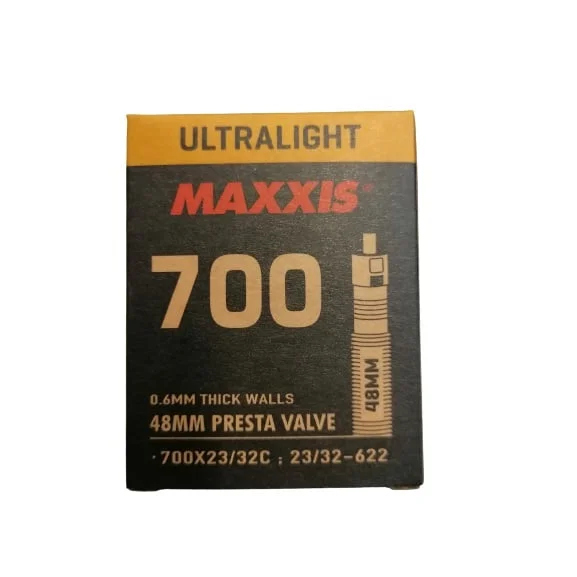 ULTRALIGHT
MAXXIS®
700
48MM
0.6MM THICK WALLS
48MM PRESTA VALVE
·700X23/32C ; 23/32-622